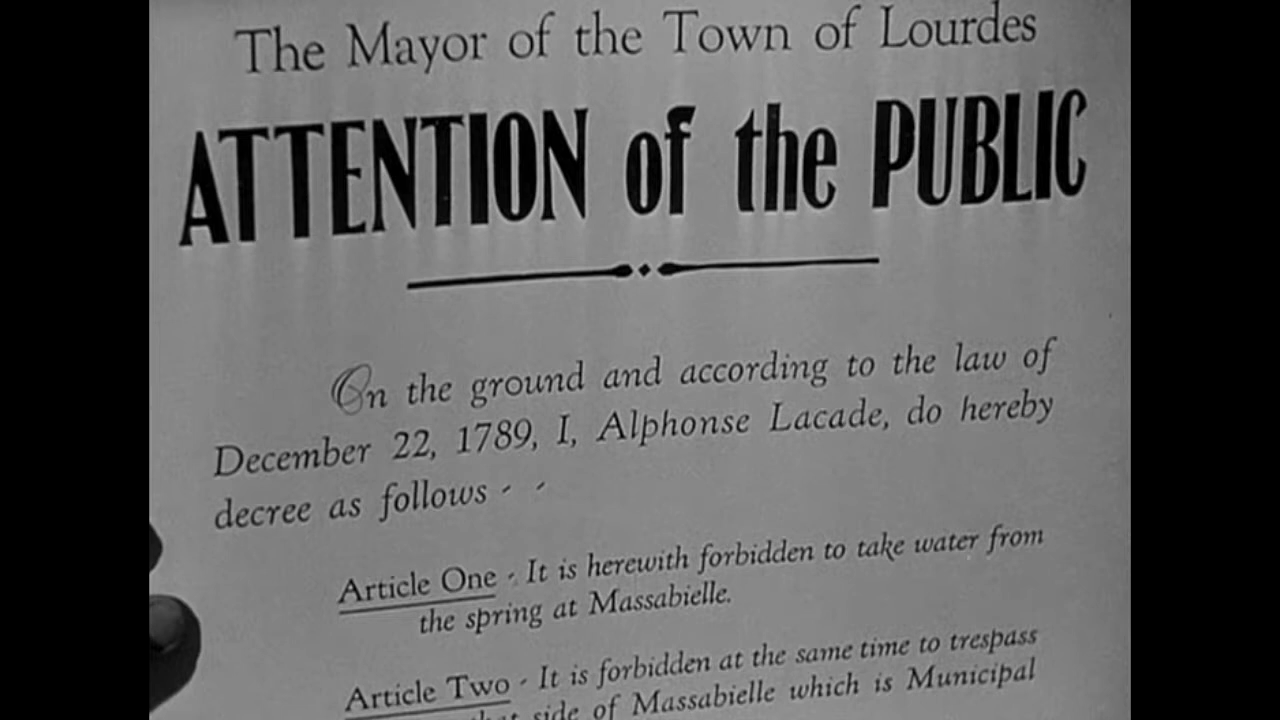 The Mayor of the Town of Lourdes
ATTENTION of the PUBLIC
On the ground and according to the law of
December 22, 1789, I, Alphonse Lacade, do hereby
decree as follows - -
Article One - It is herewith forbidden to take water from
the spring at Massabielle.
Article Two - It is forbidden at the same time to trespass
side of Massabielle which is Municipal